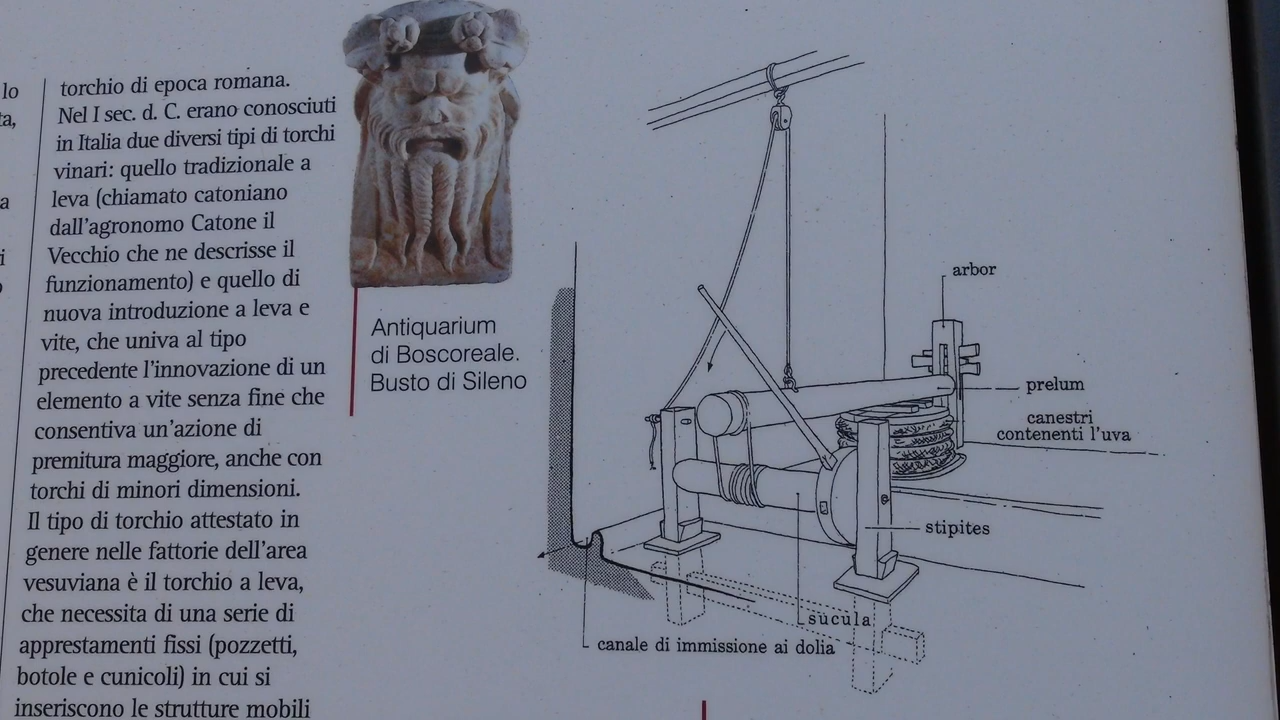 lo
ta,
a
i
torchio di epoca romana.
Nel I sec. d. C. erano conosciuti
in Italia due diversi tipi di torchi
vinari: quello tradizionale a
leva (chiamato catoniano
dall'agronomo Catone il
Vecchio che ne descrisse il
funzionamento) e quello di
nuova introduzione a leva e
vite, che univa al tipo
precedente l'innovazione di un
elemento a vite senza fine che
consentiva un'azione di
premitura maggiore, anche con
torchi di minori dimensioni.
Il tipo di torchio attestato in
genere nelle fattorie dell'area
vesuviana è il torchio a leva,
che necessita di una serie di
apprestamenti fissi (pozzetti,
botole e cunicoli) in cui si
inseriscono le strutture mobili
Antiquarium
di Boscoreale.
Busto di Sileno
arbor
prelum
canestri
contenenti l'uva
stipites
sucula
canale di immissione ai dolia